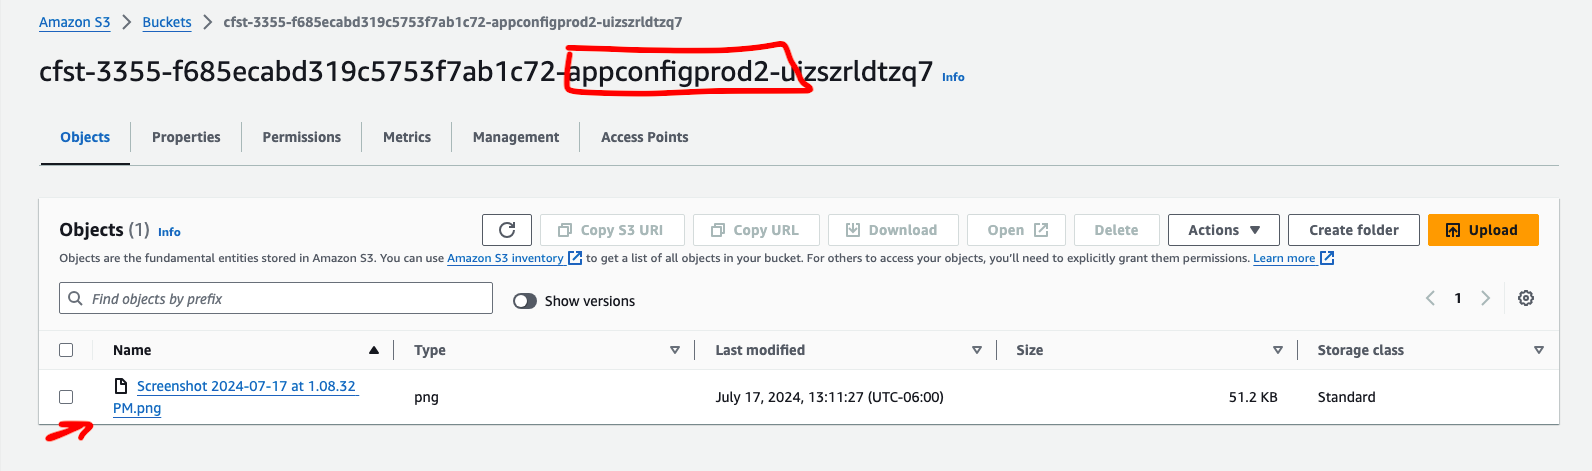 Amazon S3 > Buckets > cfst-3355-f685ecabd319c5753f7ab1c72-appconfigprod2-uizszrldtzq7
cfst-3355-f685ecabd319c5753f7ab1c72-appconfigprod2-uizszrldtzq7 Info
Objects Properties Permissions Metrics Management Access Points
Objects (1) Info Copy S3 URI Copy URL Download Open Delete Actions Create folder Upload
Objects are the fundamental entities stored in Amazon S3. You can use Amazon S3 inventory to get a list of all objects in your bucket. For others to access your objects, you'll need to explicitly grant them permissions. Learn more
Find objects by prefix Show versions 1
Name Type Last modified Size Storage class
Screenshot 2024-07-17 at 1.08.32
PM.png png July 17, 2024, 13:11:27 (UTC-06:00) 51.2 KB Standard